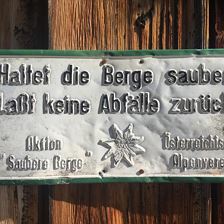 Haltet die Berge saube
Laßt keine Abfälle zurüc
Aktion
"Saubere Berge"
Österreichis
Alpenvere